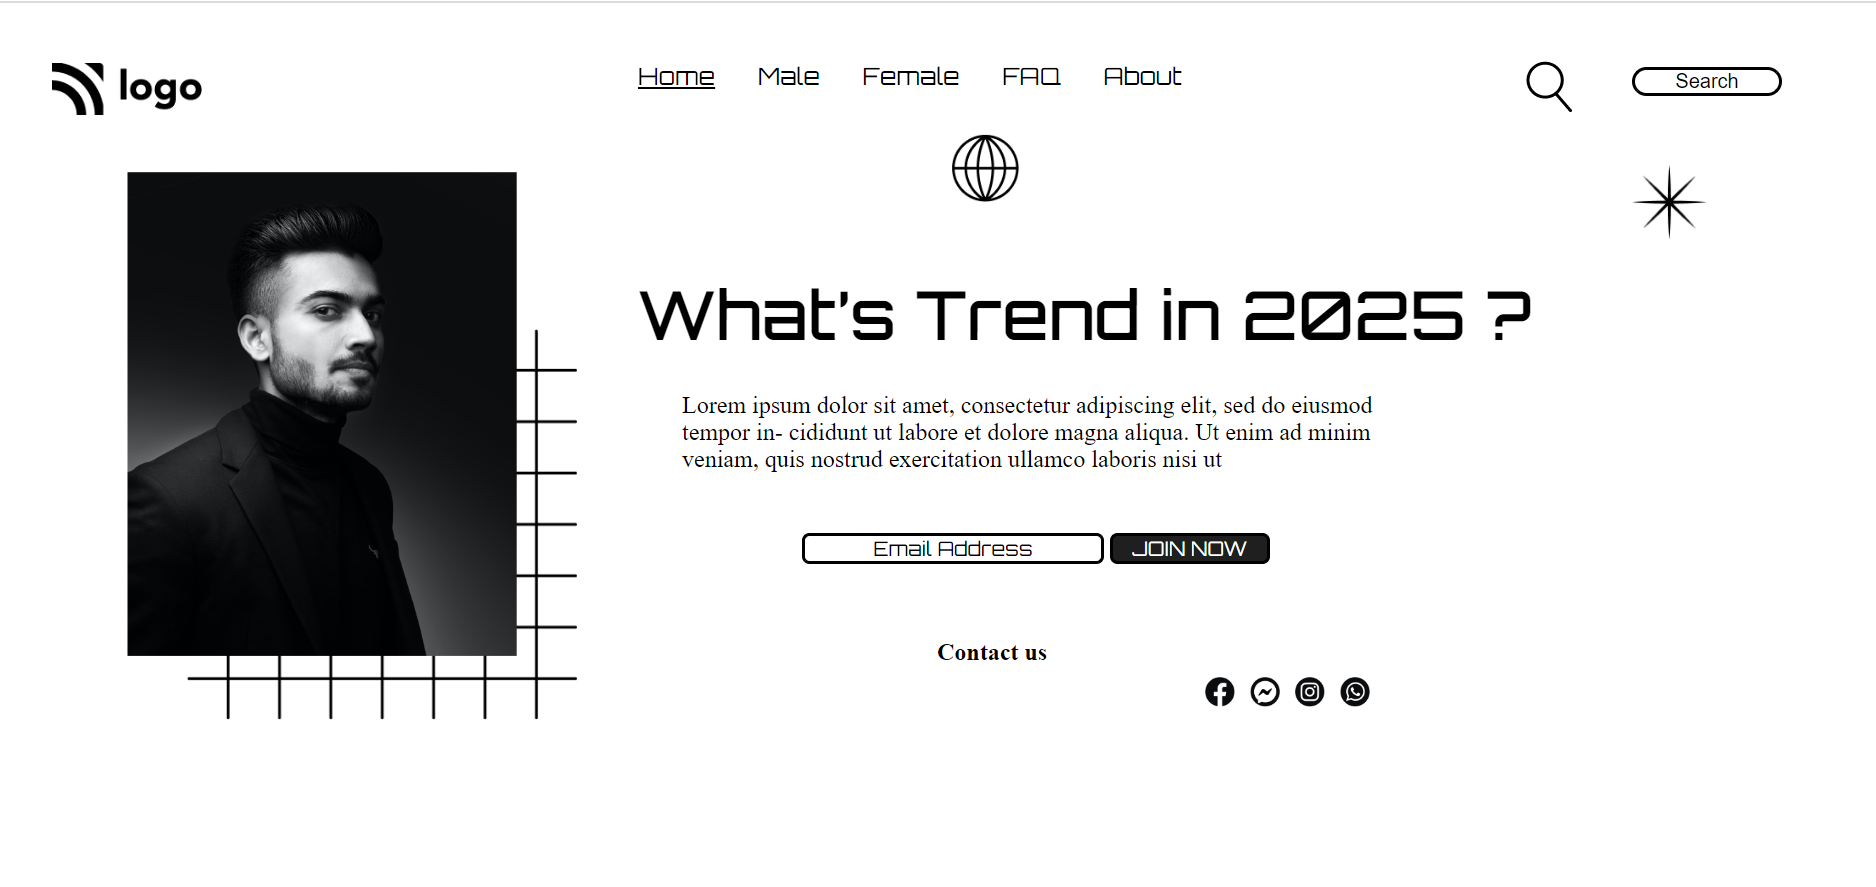 logo
Home Male Female FAQ About
Search
What's Trend in 2025 ?
Lorem ipsum dolor sit amet, consectetur adipiscing elit, sed do eiusmod
tempor in- cididunt ut labore et dolore magna aliqua. Ut enim ad minim
veniam, quis nostrud exercitation ullamco laboris nisi ut
Email Address JOIN NOW
Contact us